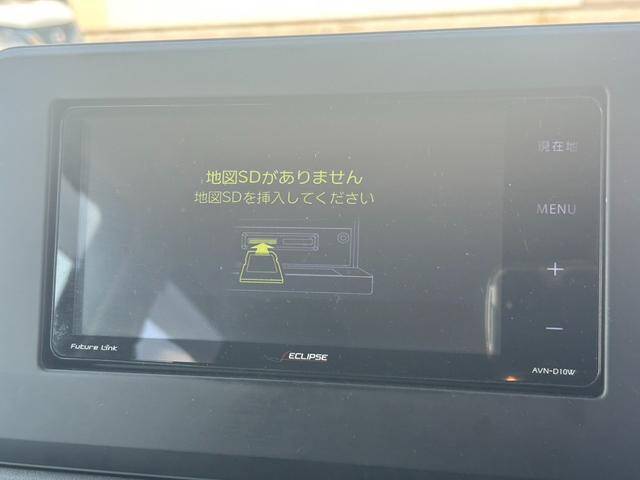 地図SDがありません
地図SDを挿入してください
現在地
MENU
+
-
Future Link
ECLIPSE
AVN-D10W